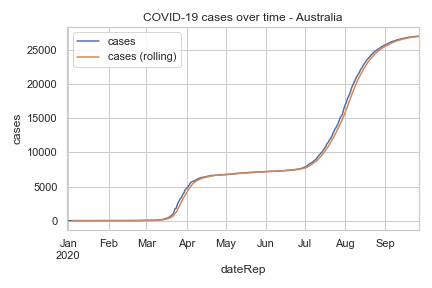 COVID-19 cases over time - Australia
cases
cases (rolling)
25000
20000
15000
10000
5000
0
cases
Jan Feb Mar Apr May Jun Jul Aug Sep
2020
dateRep